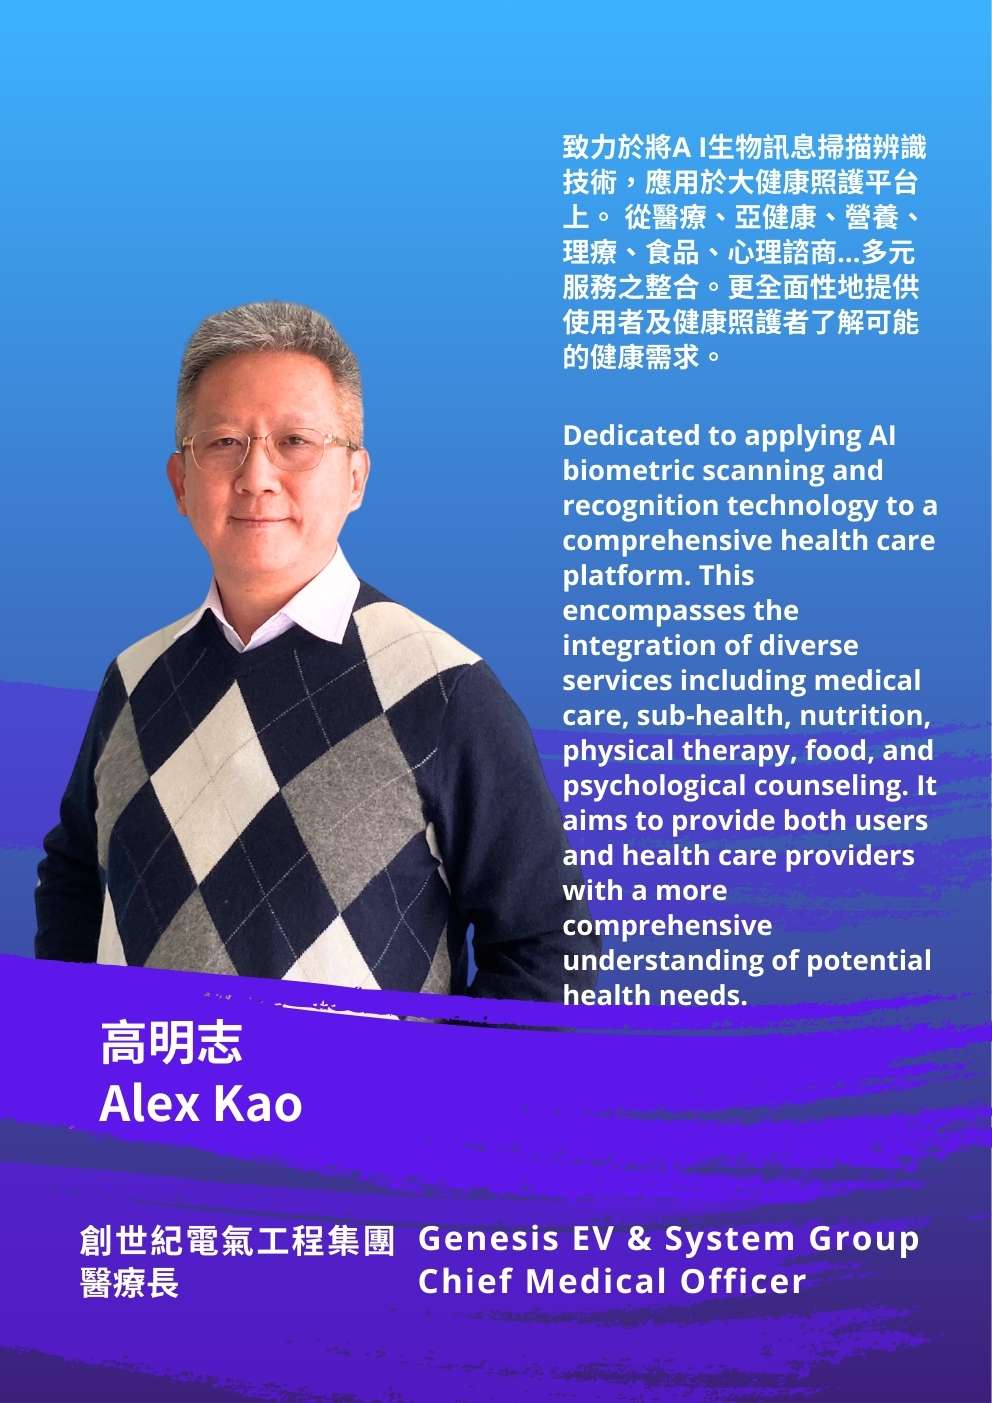 致力於將A I生物訊息掃描辨識
技術，應用於大健康照護平台
上。 從醫療、亞健康、營養、
理療、食品、心理諮商...多元
服務之整合。更全面性地提供
使用者及健康照護者了解可能
的健康需求。
Dedicated to applying AI
biometric scanning and
recognition technology to a
comprehensive health care
platform. This
encompasses the
integration of diverse
services including medical
care, sub-health, nutrition,
physical therapy, food, and
psychological counseling. It
aims to provide both users
and health care providers
with a more
comprehensive
understanding of potential
health needs.
高明志
Alex Kao
創世紀電氣工程集團
醫療長
Genesis EV & System Group
Chief Medical Officer